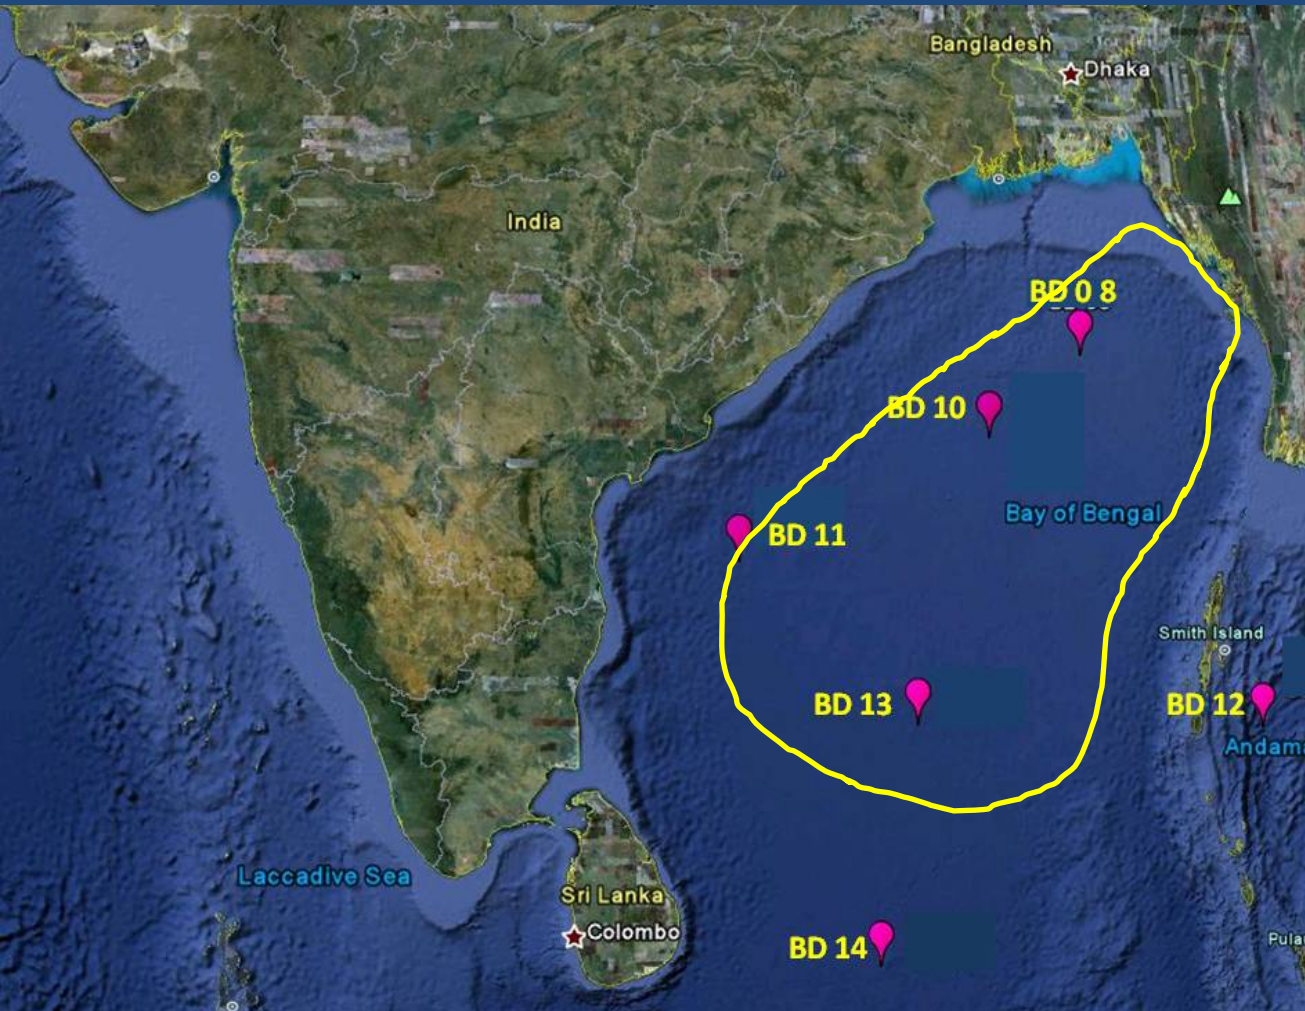 Bangladesh
Dhaka
India
BD 0 8
BD 10
Bay of Bengal
BD 11
Smith Island
BD 13
BD 12
Andam
Laccadive Sea
Sri Lanka
Colombo
BD 14
Pula